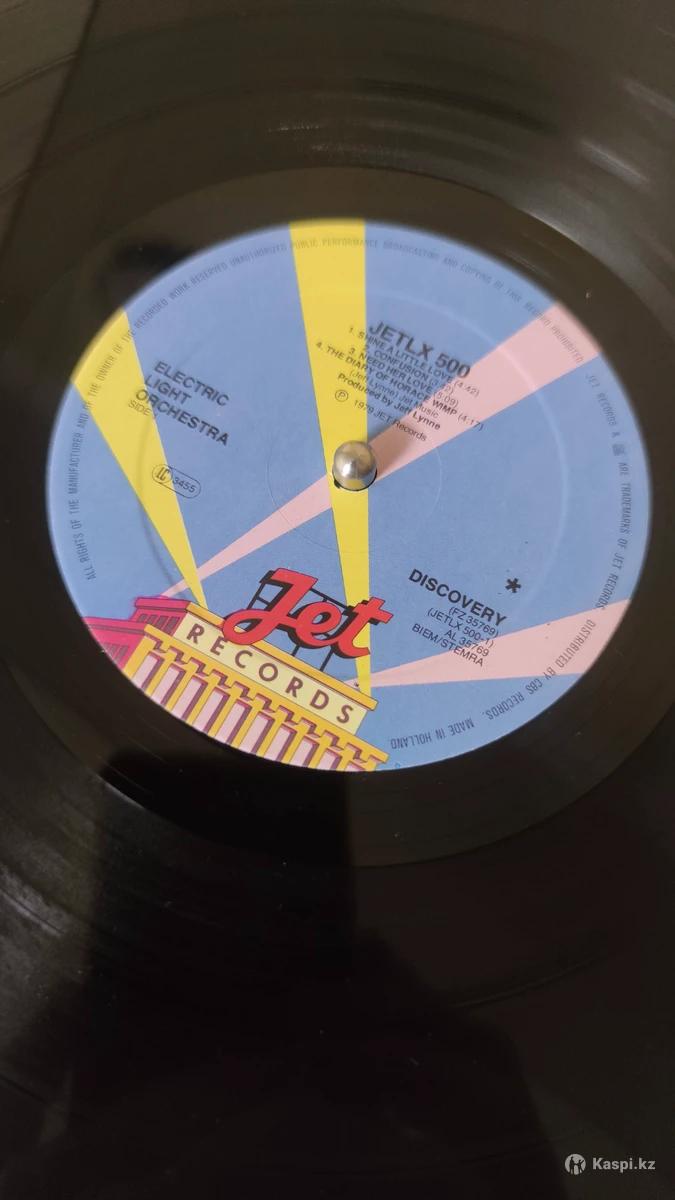 ALL RIGHTS OF THE MANUFACTURER AND OF THE OWNER OF THE RECORDED WORK RESERVED UNAUTHORIZED PUBLIC PERFORMANCE BROADCASTING AND COPYING OF THIS RECORD PROHIBITED
JET RECORDS & ARE TRADEMARKS OF JET RECORDS. DISTRIBUTED BY CBS RECORDS. MADE IN HOLLAND
JETLX 500
1. SHINE A LITTLE LOVE (4:42)
2. CONFUSION
3. NEED HER LOVE (5:09)
4. THE DIARY OF HORACE WIMP (4:17)
(Jeff Lynne) Jet Music
Produced by Jeff Lynne
℗ 1979 JET Records
ELECTRIC
LIGHT
ORCHESTRA
SIDE
LC 3455
DISCOVERY *
(FZ 35769)
(JETLX 500-1)
AL 35769
BIEM/STEMRA
Jet
RECORDS
Kaspi.kz